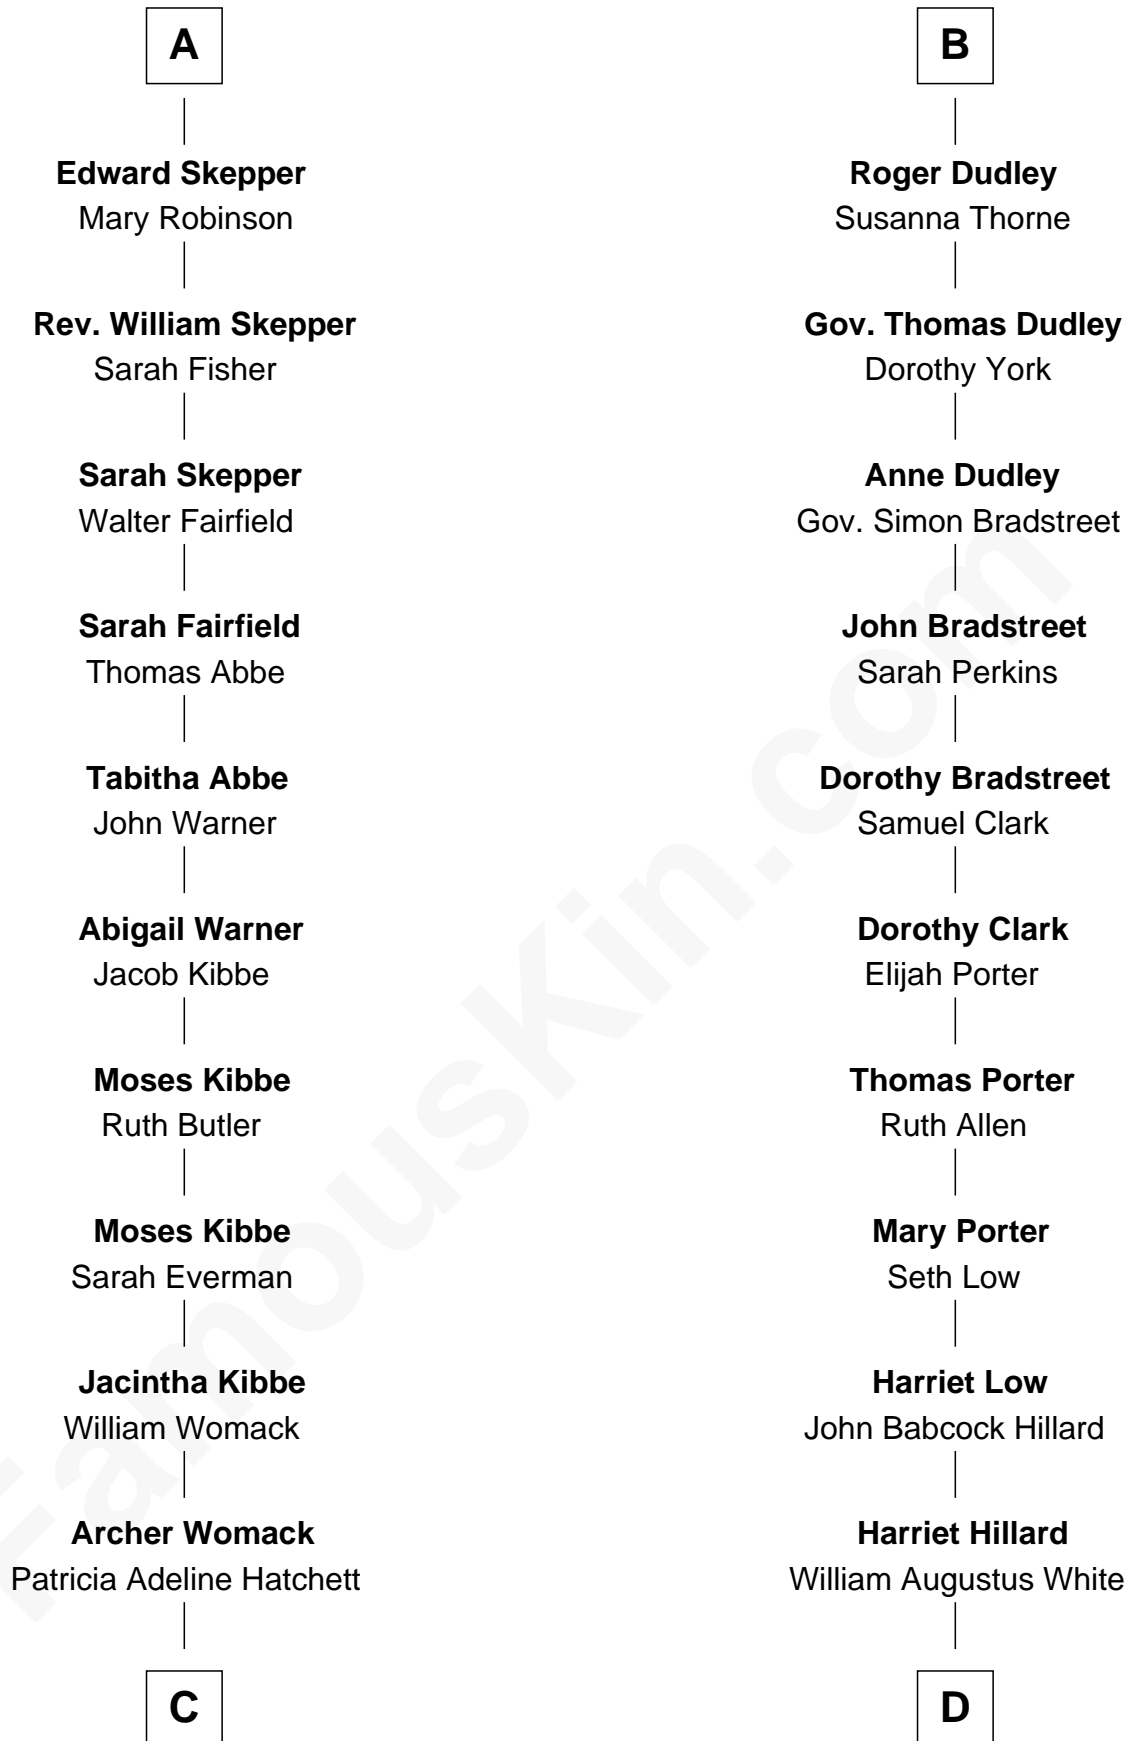 A
Edward Skepper
Mary Robinson
Rev. William Skepper
Sarah Fisher
Sarah Skepper
Walter Fairfield
Sarah Fairfield
Thomas Abbe
Tabitha Abbe
John Warner
Abigail Warner
Jacob Kibbe
Moses Kibbe
Ruth Butler
Moses Kibbe
Sarah Everman
Jacintha Kibbe
William Womack
Archer Womack
Patricia Adeline Hatchett
C
B
Roger Dudley
Susanna Thorne
Gov. Thomas Dudley
Dorothy York
Anne Dudley
Gov. Simon Bradstreet
John Bradstreet
Sarah Perkins
Dorothy Bradstreet
Samuel Clark
Dorothy Clark
Elijah Porter
Thomas Porter
Ruth Allen
Mary Porter
Seth Low
Harriet Low
John Babcock Hillard
Harriet Hillard
William Augustus White
D
FamousKin.com